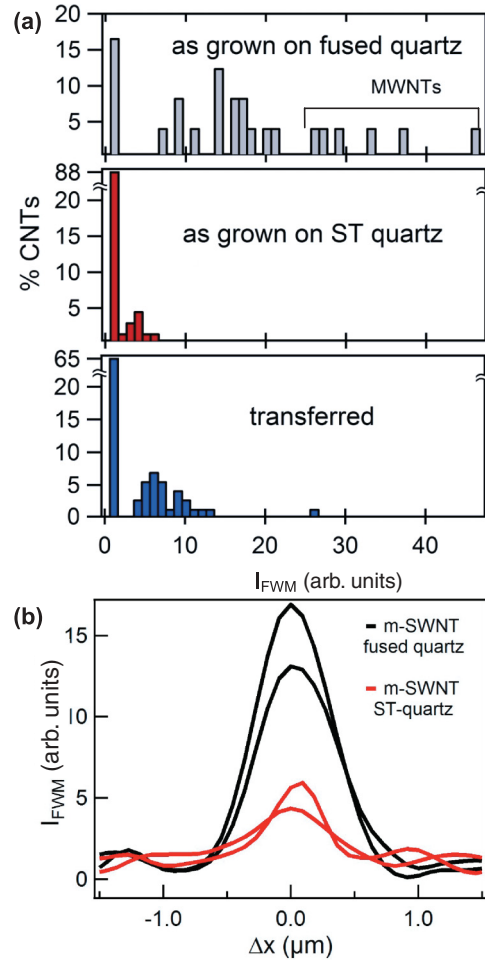 (a)
20
15
10
5
as grown on fused quartz
MWNTs
88
20
15
10
5
as grown on ST quartz
% CNTs
65
20
15
10
5
0
transferred
0 10 20 30 40
I_FWM (arb. units)
(b)
15
10
5
0
I_FWM (arb. units)
m-SWNT
fused quartz
m-SWNT
ST-quartz
-1.0 0.0 1.0
Δx (μm)